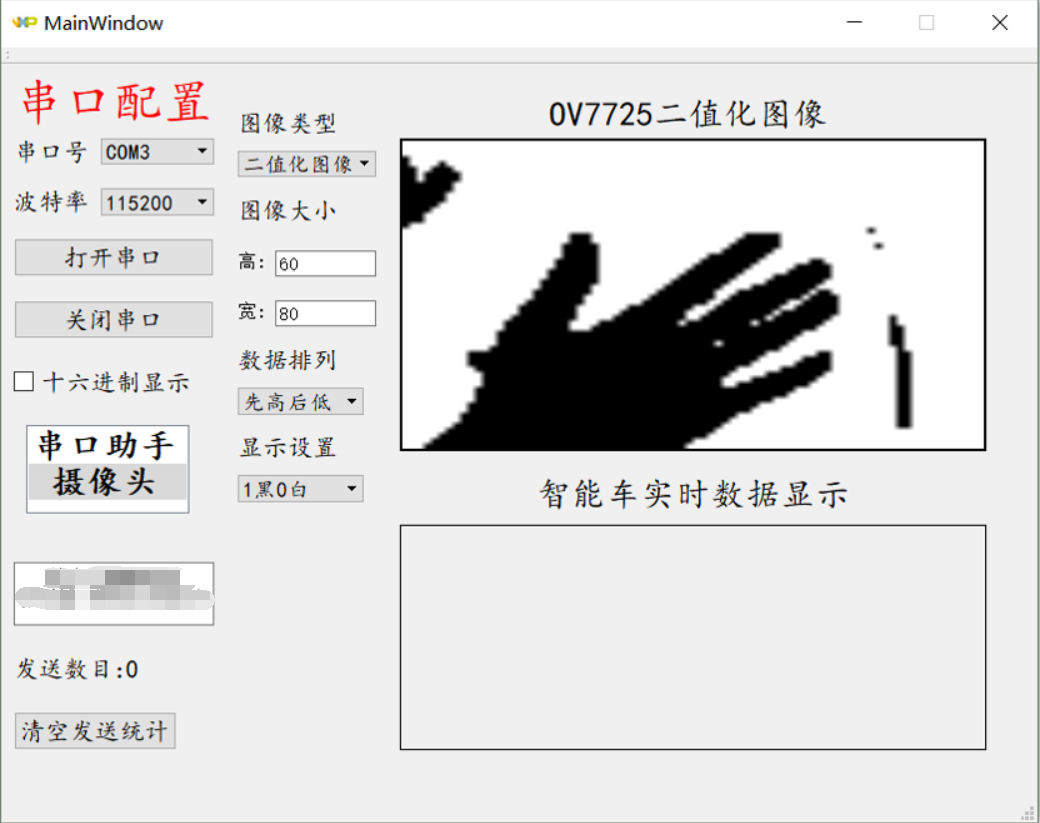 MainWindow
串口配置
串口号 COM3
波特率 115200
打开串口
关闭串口
十六进制显示
串口助手
摄像头
发送数目:0
清空发送统计
图像类型
二值化图像
图像大小
高: 60
宽: 80
数据排列
先高后低
显示设置
1黑0白
OV7725二值化图像
智能车实时数据显示